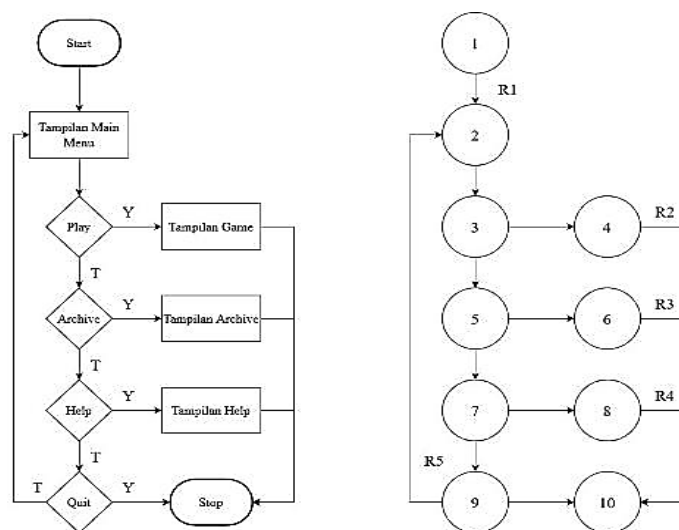 Start
Tampilan Main
Menu
Play
Y
Tampilan Game
T
Archive
Y
Tampilan Archive
T
Help
Y
Tampilan Help
T
T
Quit
Y
Stop
1
R1
2
3
4
R2
5
6
R3
7
8
R4
R5
9
10